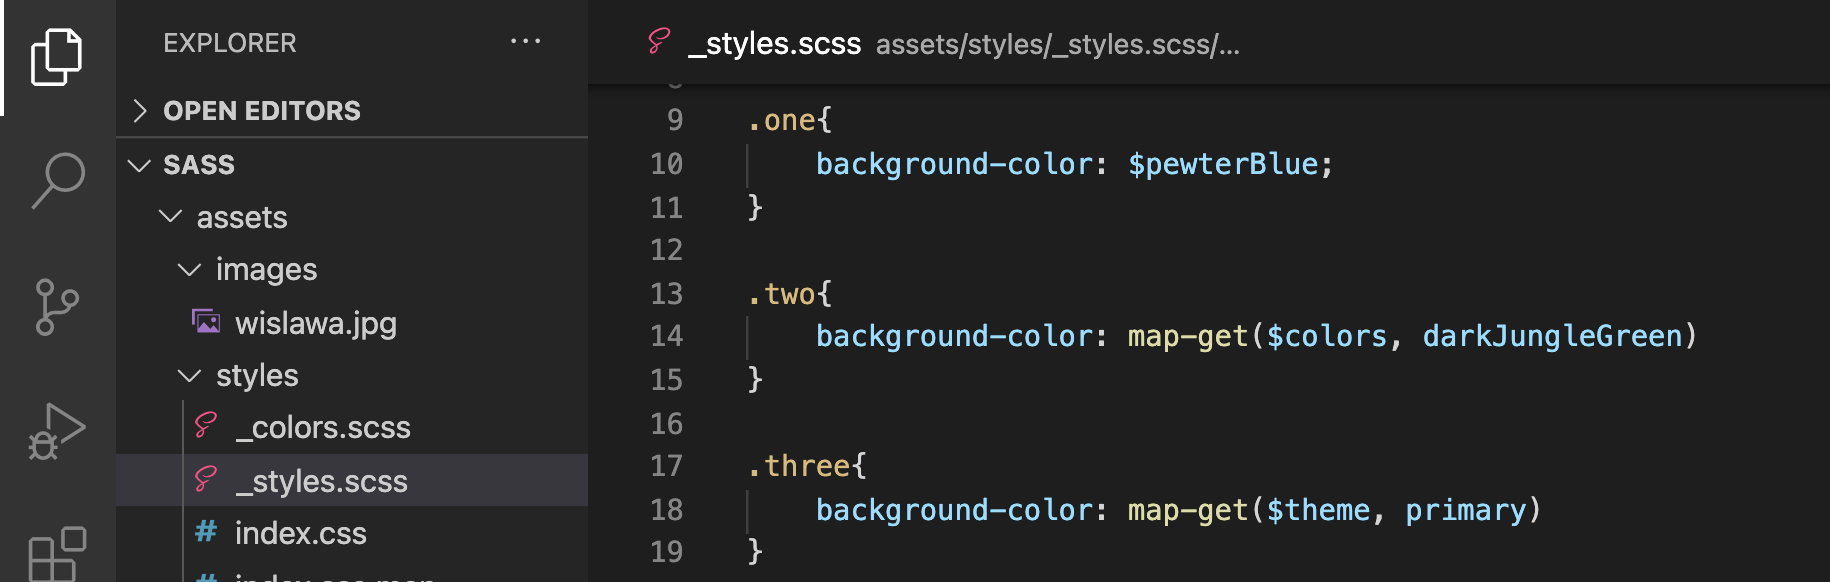 EXPLORER
OPEN EDITORS
SASS
assets
images
wislawa.jpg
styles
_colors.scss
_styles.scss
index.css
_styles.scss assets/styles/_styles.scss/...
9 .one{
10 background-color: $pewterBlue;
11 }
12
13 .two{
14 background-color: map-get($colors, darkJungleGreen)
15 }
16
17 .three{
18 background-color: map-get($theme, primary)
19 }